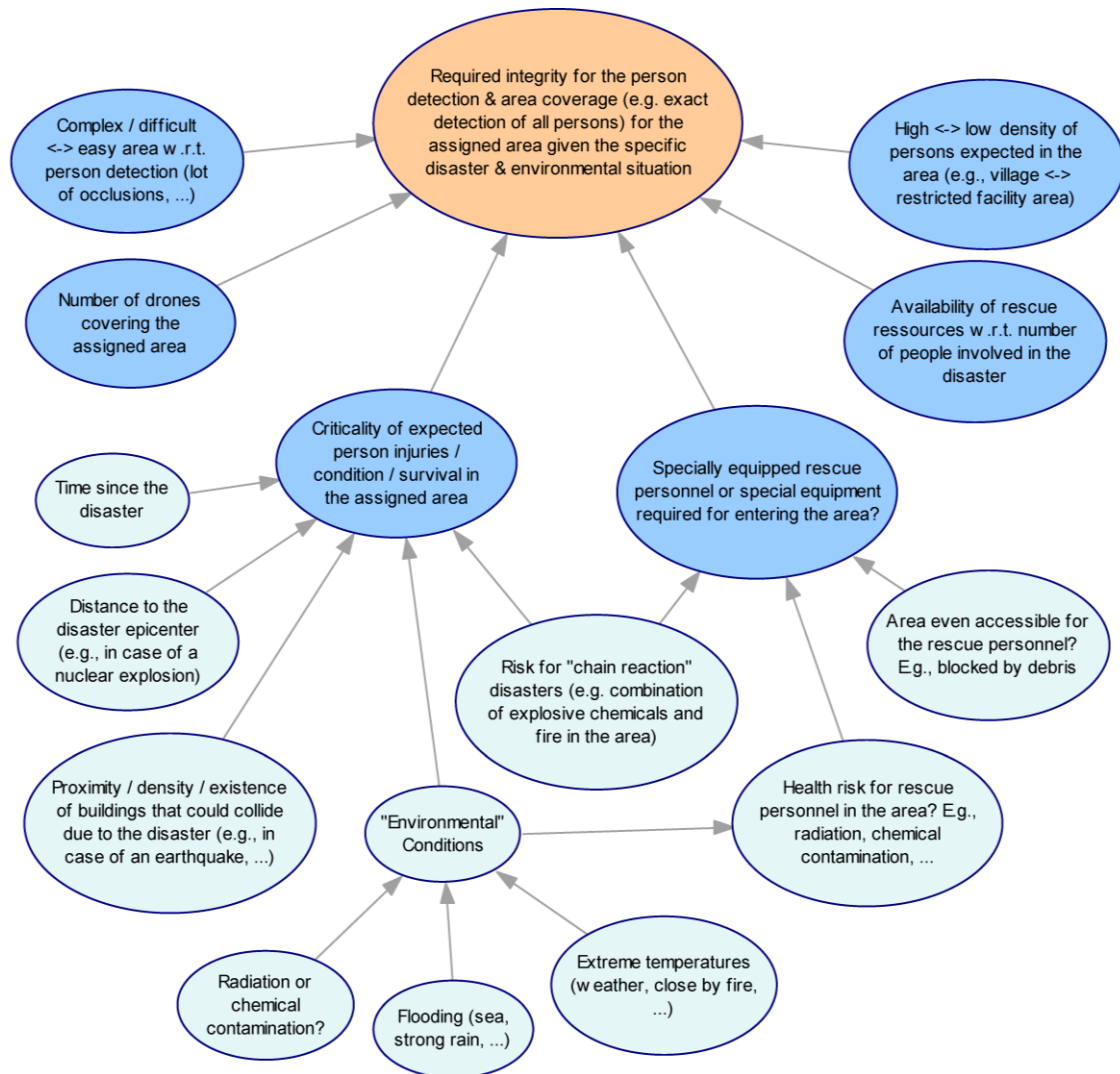 Required integrity for the person
detection & area coverage (e.g. exact
detection of all persons) for the
assigned area given the specific
disaster & environmental situation
Complex / difficult
<-> easy area w .r.t.
person detection (lot
of occlusions, ...)
High <-> low density of
persons expected in the
area (e.g., village <->
restricted facility area)
Number of drones
covering the
assigned area
Availability of rescue
ressources w .r.t. number
of people involved in the
disaster
Criticality of expected
person injuries /
condition / survival in
the assigned area
Specially equipped rescue
personnel or special equipment
required for entering the area?
Time since the
disaster
Distance to the
disaster epicenter
(e.g., in case of a
nuclear explosion)
Risk for "chain reaction"
disasters (e.g. combination
of explosive chemicals and
fire in the area)
Area even accessible for
the rescue personnel?
E.g., blocked by debris
Proximity / density / existence
of buildings that could collide
due to the disaster (e.g., in
case of an earthquake, ...)
"Environmental"
Conditions
Health risk for rescue
personnel in the area? E.g.,
radiation, chemical
contamination, ...
Radiation or
chemical
contamination?
Flooding (sea,
strong rain, ...)
Extreme temperatures
(w eather, close by fire,
...)